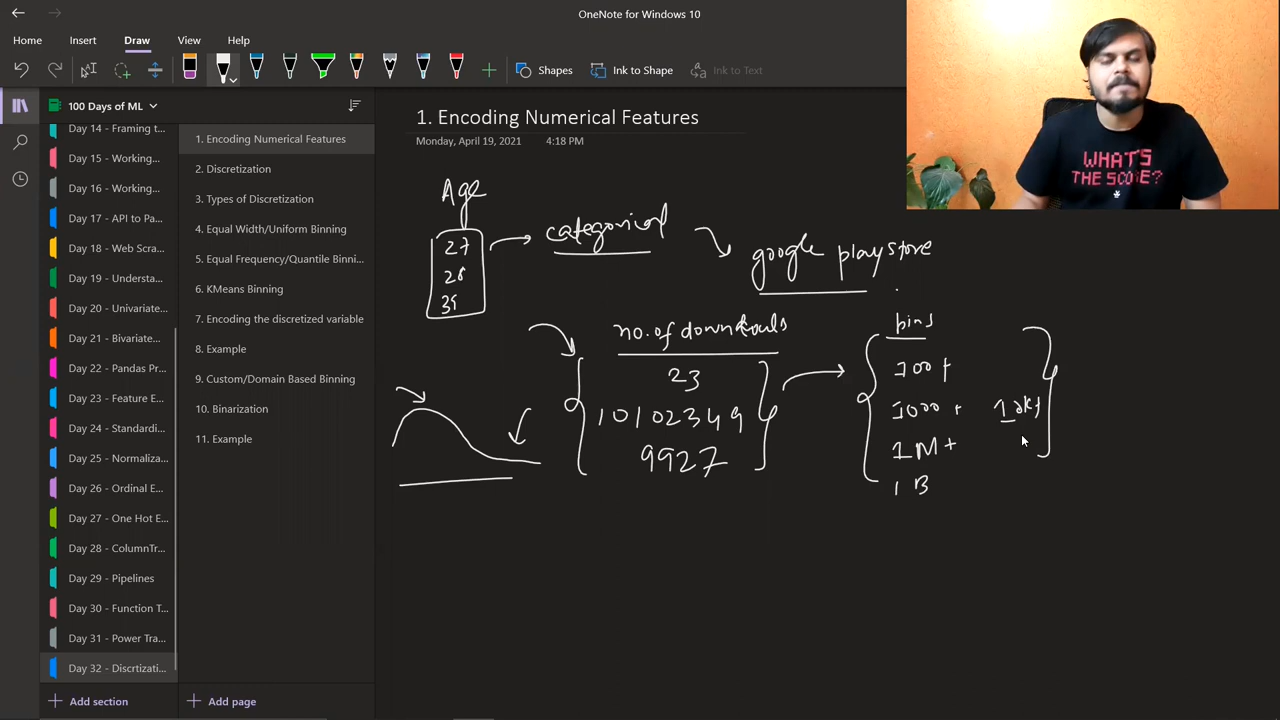 OneNote for Windows 10
Home Insert Draw View Help
Shapes Ink to Shape Ink to Text
100 Days of ML
Day 14 - Framing t...
Day 15 - Working...
Day 16 - Working...
Day 17 - API to Pa...
Day 18 - Web Scra...
Day 19 - Understa...
Day 20 - Univariate...
Day 21 - Bivariate...
Day 22 - Pandas Pr...
Day 23 - Feature E...
Day 24 - Standardi...
Day 25 - Normaliza...
Day 26 - Ordinal E...
Day 27 - One Hot E...
Day 28 - ColumnTr...
Day 29 - Pipelines
Day 30 - Function T...
Day 31 - Power Tra...
Day 32 - Discrtizati...
Add section
1. Encoding Numerical Features
2. Discretization
3. Types of Discretization
4. Equal Width/Uniform Binning
5. Equal Frequency/Quantile Binni...
6. KMeans Binning
7. Encoding the discretized variable
8. Example
9. Custom/Domain Based Binning
10. Binarization
11. Example
Add page
1. Encoding Numerical Features
Monday, April 19, 2021 4:18 PM
Age
27
categorical
google playstore
no. of downloads
23
10102349
9927
bins
100+
1000+
1M+
1B
WHAT'S
THE SCORE?